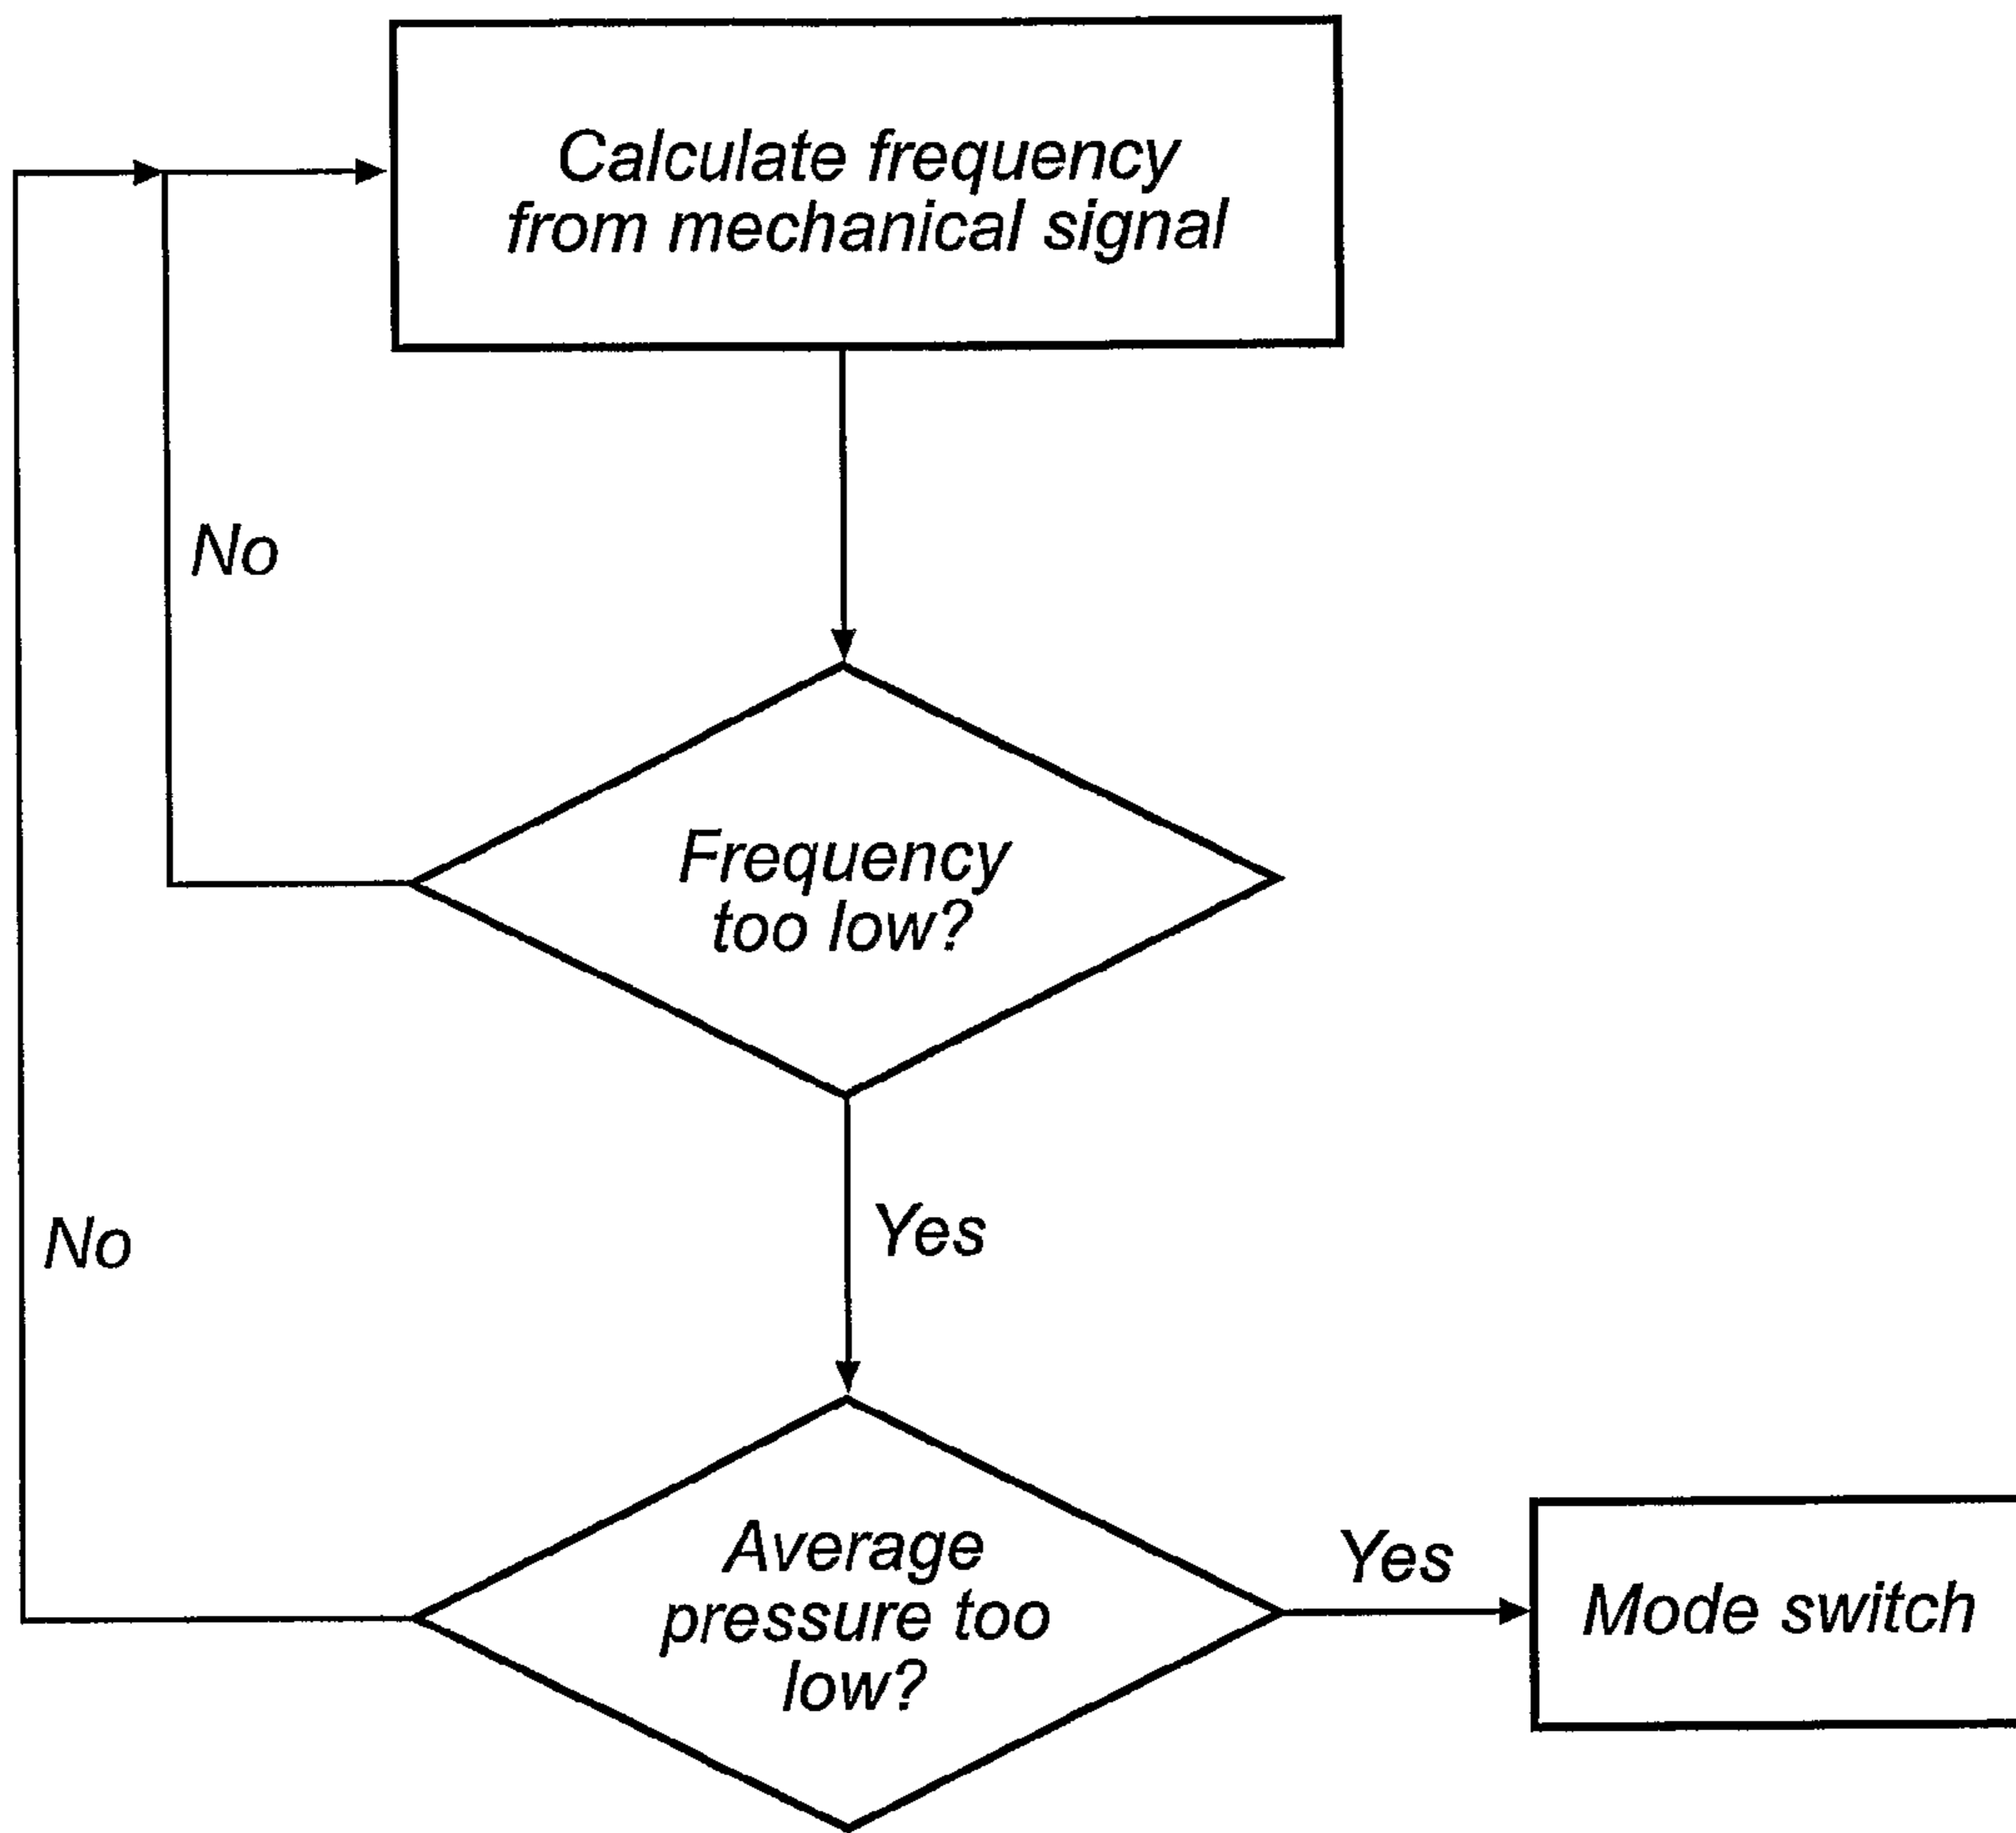 Calculate frequency
from mechanical signal
No
Frequency
too low?
Yes
No
Average
pressure too
low?
Yes
Mode switch